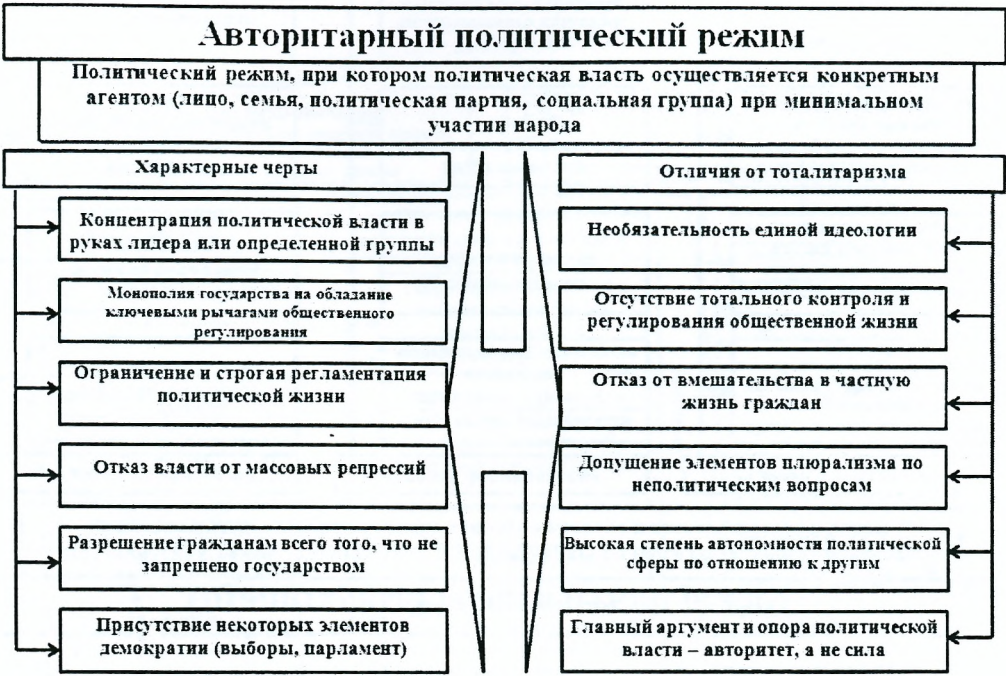 Авторитарный политический режим
Политический режим, при котором политическая власть осуществляется конкретным
агентом (лицо, семья, политическая партия, социальная группа) при минимальном
участии народа
Характерные черты
Концентрация политической власти в
руках лидера или определенной группы
Монополия государства на обладание
ключевыми рычагами общественного
регулирования
Ограничение и строгая регламентация
политической жизни
Отказ власти от массовых репрессий
Разрешение гражданам всего того, что не
запрещено государством
Присутствие некоторых элементов
демократии (выборы, парламент)
Отличия от тоталитаризма
Необязательность единой идеологии
Отсутствие тотального контроля и
регулирования общественной жизни
Отказ от вмешательства в частную
жизнь граждан
Допущение элементов плюрализма по
неполитическим вопросам
Высокая степень автономности политической
сферы по отношению к другим
Главный аргумент и опора политической
власти – авторитет, а не сила